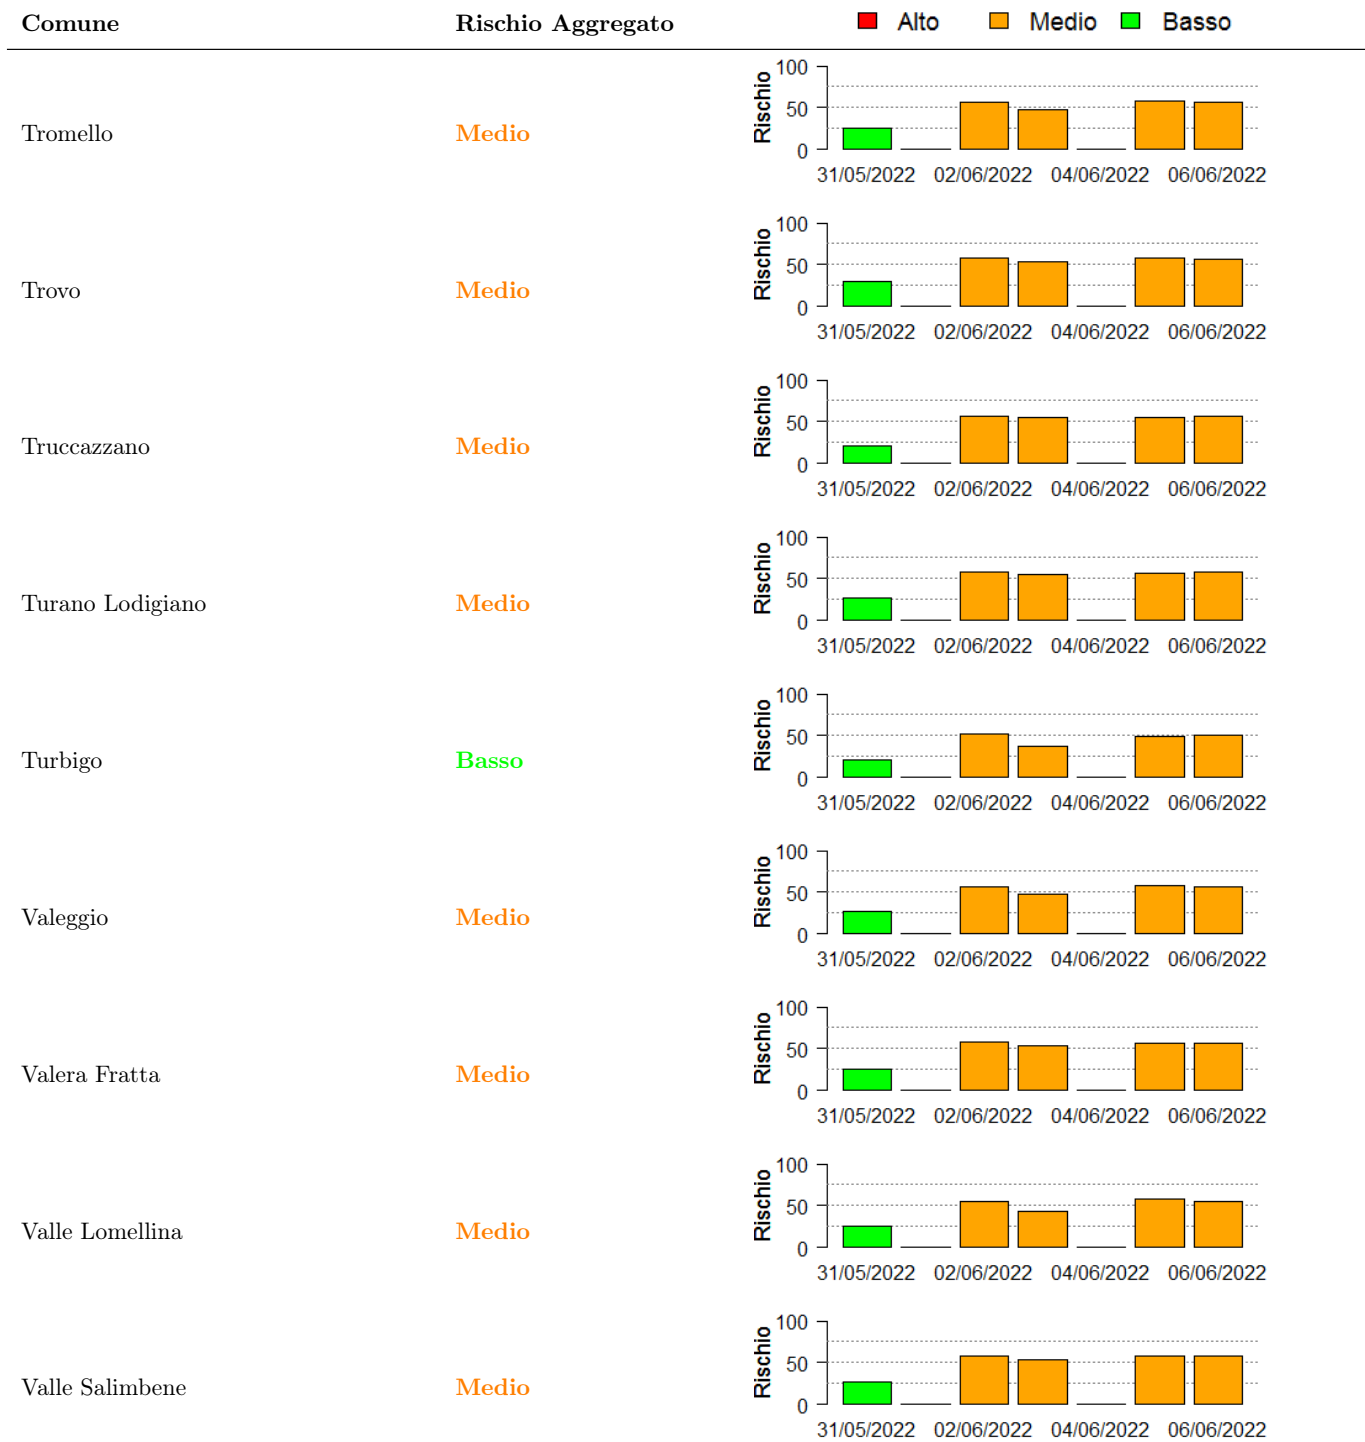 Comune Rischio Aggregato Alto Medio Basso
100
50
0
Rischio
Tromello Medio
31/05/2022 02/06/2022 04/06/2022 06/06/2022
100
50
0
Rischio
Trovo Medio
31/05/2022 02/06/2022 04/06/2022 06/06/2022
100
50
0
Rischio
Truccazzano Medio
31/05/2022 02/06/2022 04/06/2022 06/06/2022
100
50
0
Rischio
Turano Lodigiano Medio
31/05/2022 02/06/2022 04/06/2022 06/06/2022
100
50
0
Rischio
Turbigo Basso
31/05/2022 02/06/2022 04/06/2022 06/06/2022
100
50
0
Rischio
Valeggio Medio
31/05/2022 02/06/2022 04/06/2022 06/06/2022
100
50
0
Rischio
Valera Fratta Medio
31/05/2022 02/06/2022 04/06/2022 06/06/2022
100
50
0
Rischio
Valle Lomellina Medio
31/05/2022 02/06/2022 04/06/2022 06/06/2022
100
50
0
Rischio
Valle Salimbene Medio
31/05/2022 02/06/2022 04/06/2022 06/06/2022